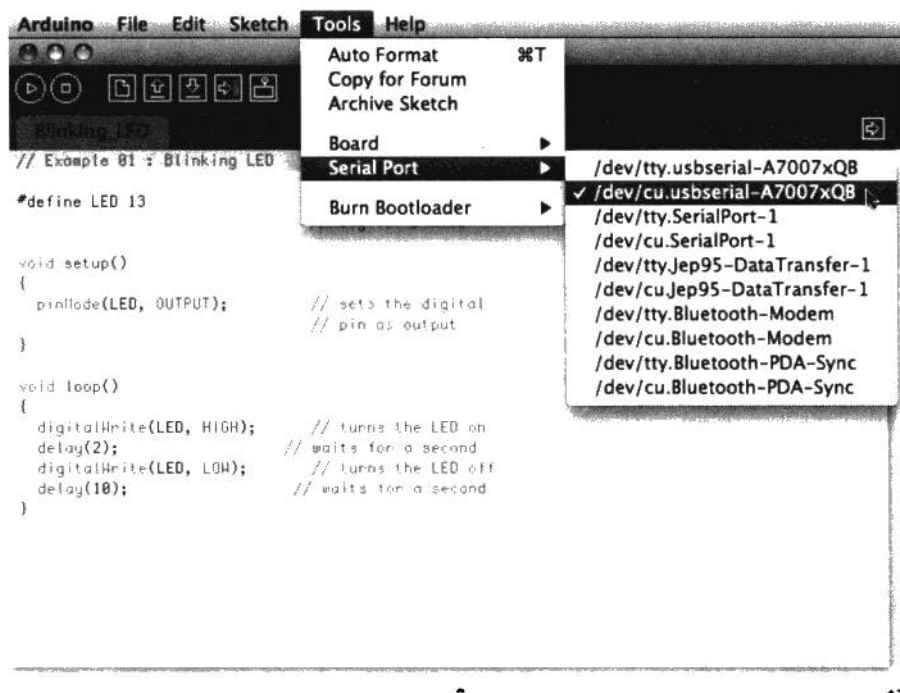 Arduino File Edit Sketch Tools Help
Auto Format ⌘T
Copy for Forum
Archive Sketch
Board
Serial Port
Burn Bootloader
/dev/tty.usbserial-A7007xQB
✓ /dev/cu.usbserial-A7007xQB
/dev/tty.SerialPort-1
/dev/cu.SerialPort-1
/dev/tty.Jep95-DataTransfer-1
/dev/cu.Jep95-DataTransfer-1
/dev/tty.Bluetooth-Modem
/dev/cu.Bluetooth-Modem
/dev/tty.Bluetooth-PDA-Sync
/dev/cu.Bluetooth-PDA-Sync
Blinking LED
// Example 01 : Blinking LED
#define LED 13
void setup()
{
pinMode(LED, OUTPUT); // sets the digital
// pin as output
}
void loop()
{
digitalWrite(LED, HIGH); // turns the LED on
delay(2); // waits for a second
digitalWrite(LED, LOW); // turns the LED off
delay(10); // waits for a second
}